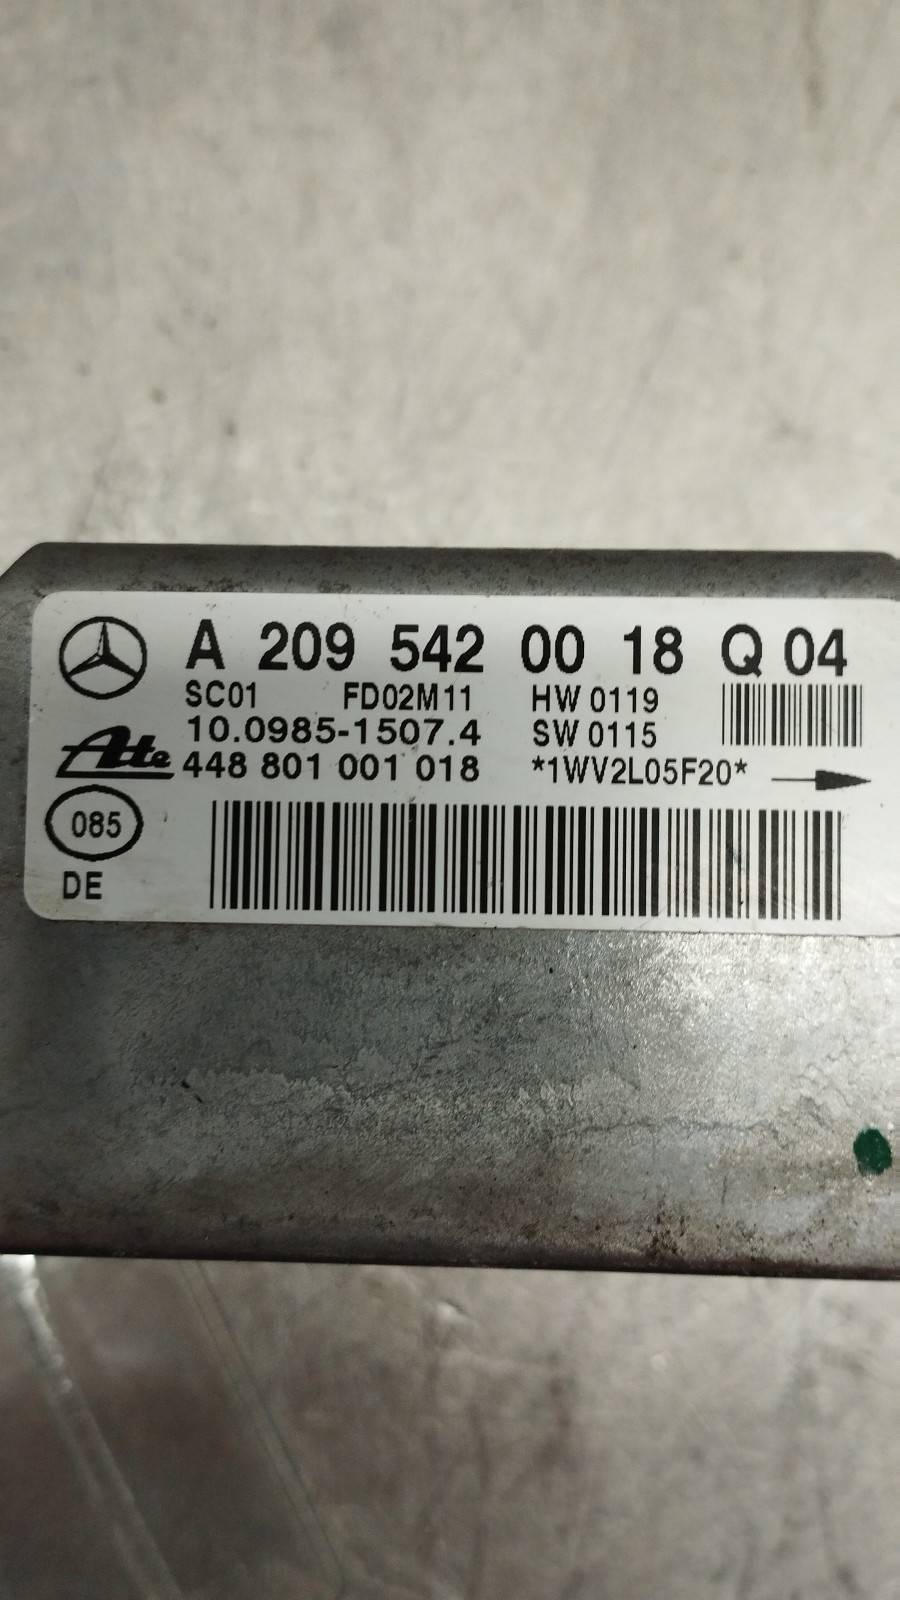 A 209 542 00 18 Q 04
SC01 FD02M11 HW 0119
10.0985-1507.4 SW 0115
Ate 448 801 001 018 *1WV2L05F20*
085
DE